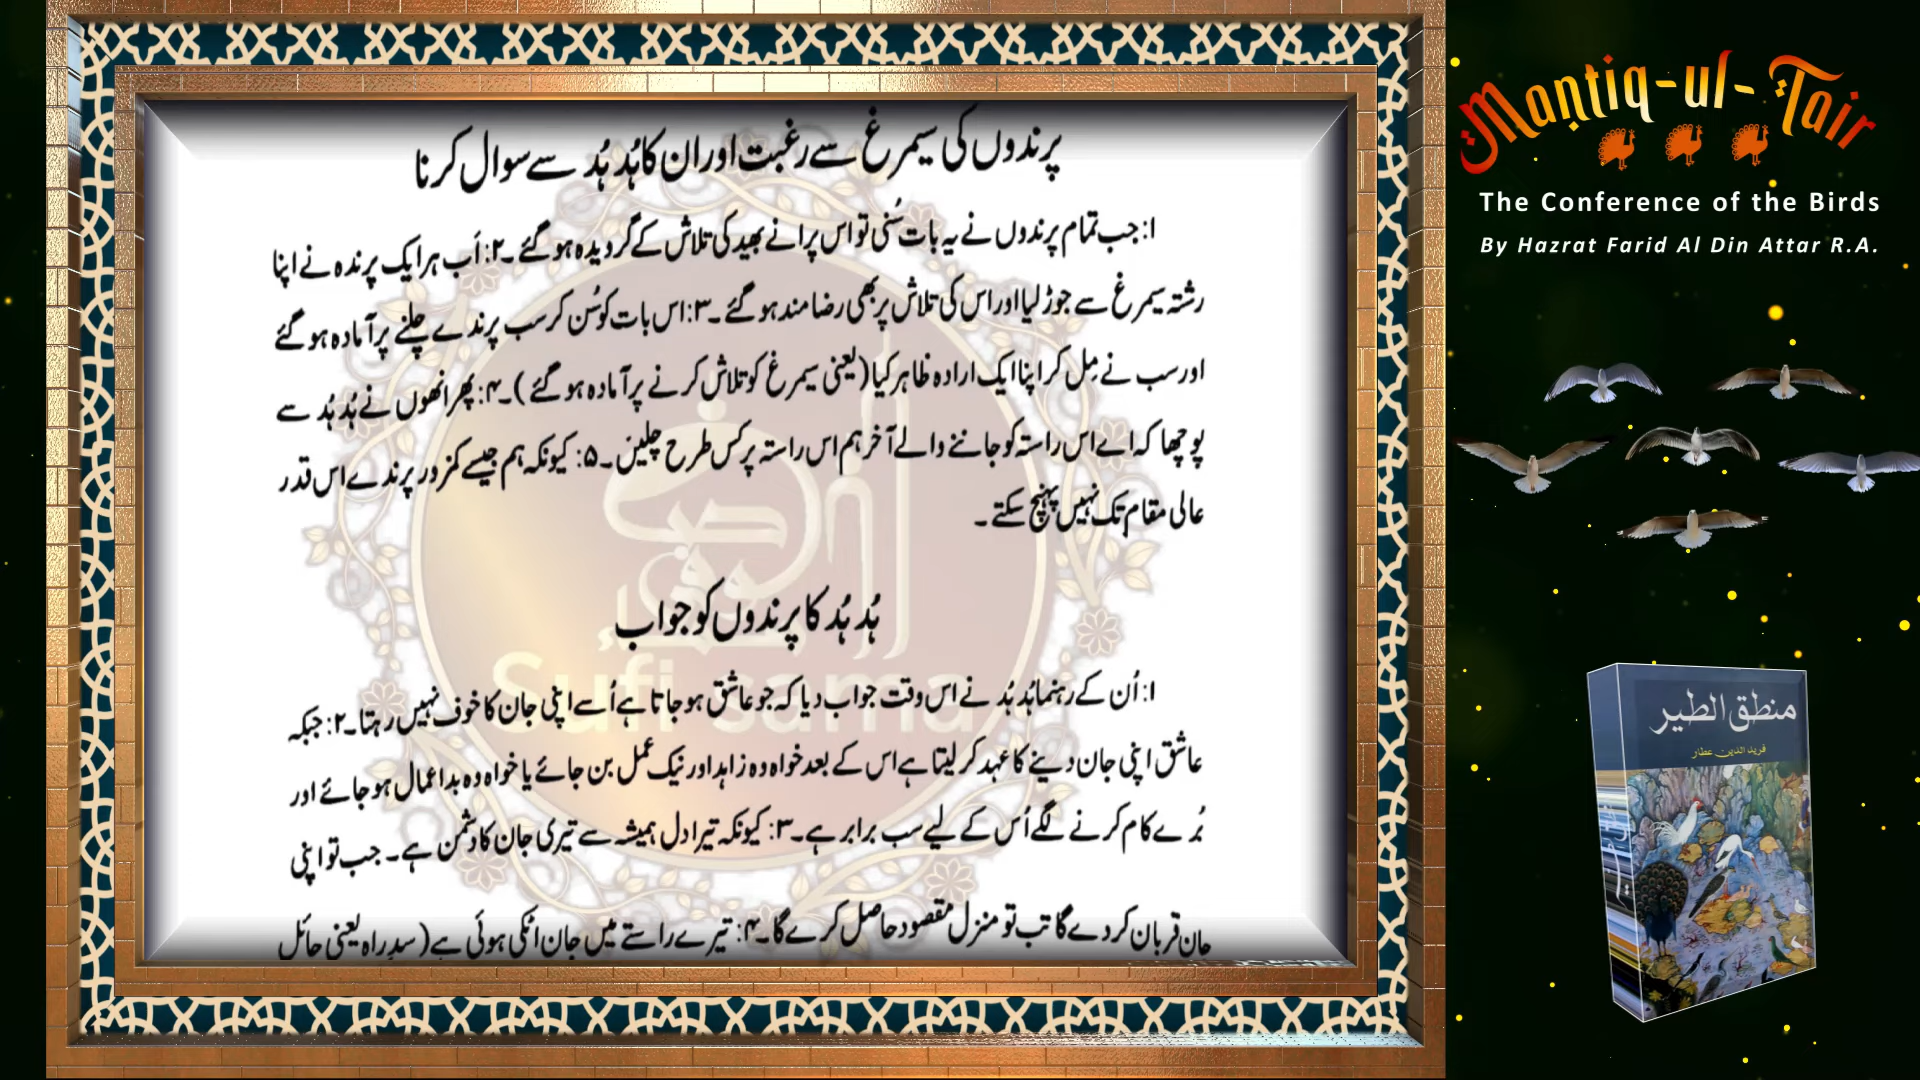 پرندوں کی سیمرغ سے رغبت اور ان کا ہُد ہُد سے سوال کرنا
۱: جب تمام پرندوں نے یہ بات سُنی تو اس پرانے بھید کی تلاش کے گرویدہ ہو گئے۔۲: اَب ہر ایک پرندہ نے اپنا
رشتہ سیمرغ سے جوڑ لیا اور اس کی تلاش پر بھی رضا مند ہو گئے۔۳: اس بات کو سُن کر سب پرندے چلنے پر آمادہ ہو گئے
اور سب نے مِل کر اپنا ایک ارادہ ظاہر کیا (یعنی سیمرغ کو تلاش کرنے پر آمادہ ہو گئے)۔۴: پھر انھوں نے ہُد ہُد سے
پوچھا کہ اے اس راستہ کو جاننے والے آخر ہم اس راستہ پر کس طرح چلیں۔۵: کیونکہ ہم جیسے کمزور پرندے اس قدر
عالی مقام تک نہیں پہنچ سکتے۔
ہُد ہُد کا پرندوں کو جواب
۱: اُن کے رہنما ہُد ہُد نے اس وقت جواب دیا کہ جو عاشق ہو جاتا ہے اُسے اپنی جان کا خوف نہیں رہتا۔۲: جبکہ
عاشق اپنی جان دینے کا عہد کر لیتا ہے اس کے بعد خواہ وہ زاہد اور نیک عمل بن جائے یا خواہ وہ بد اعمال ہو جائے اور
بُرے کام کرنے لگے اُس کے لیے سب برابر ہے۔۳: کیونکہ تیرا دل ہمیشہ سے تیری جان کا دشمن ہے۔ جب تو اپنی
جان قربان کر دے گا تب تو منزل مقصود حاصل کرے گا۔۴: تیرے راستے میں جان اٹکی ہوئی ہے (سدِ راہ یعنی حائل
Sufi sama
Mantiq-ul-Tair
The Conference of the Birds
By Hazrat Farid Al Din Attar R.A.
منطق الطير
فريد الدين عطار